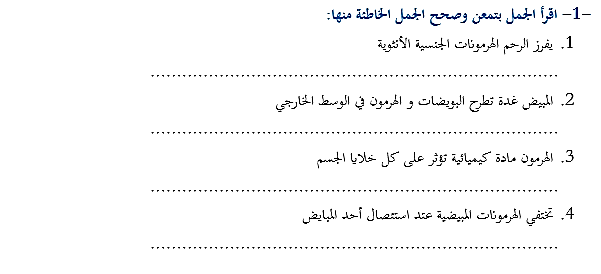 -1- اقرأ الجمل بتمعن وصحح الجمل الخاطئة منها:
1. يفرز الرحم الهرمونات الجنسية الأنثوية
................................................................
2. المبيض غدة تطرح البويضات و الهرمون في الوسط الخارجي
................................................................
3. الهرمون مادة كيميائية تؤثر على كل خلايا الجسم
................................................................
4. تختفي الهرمونات المبيضية عتد استئصال أحد المبايض
................................................................